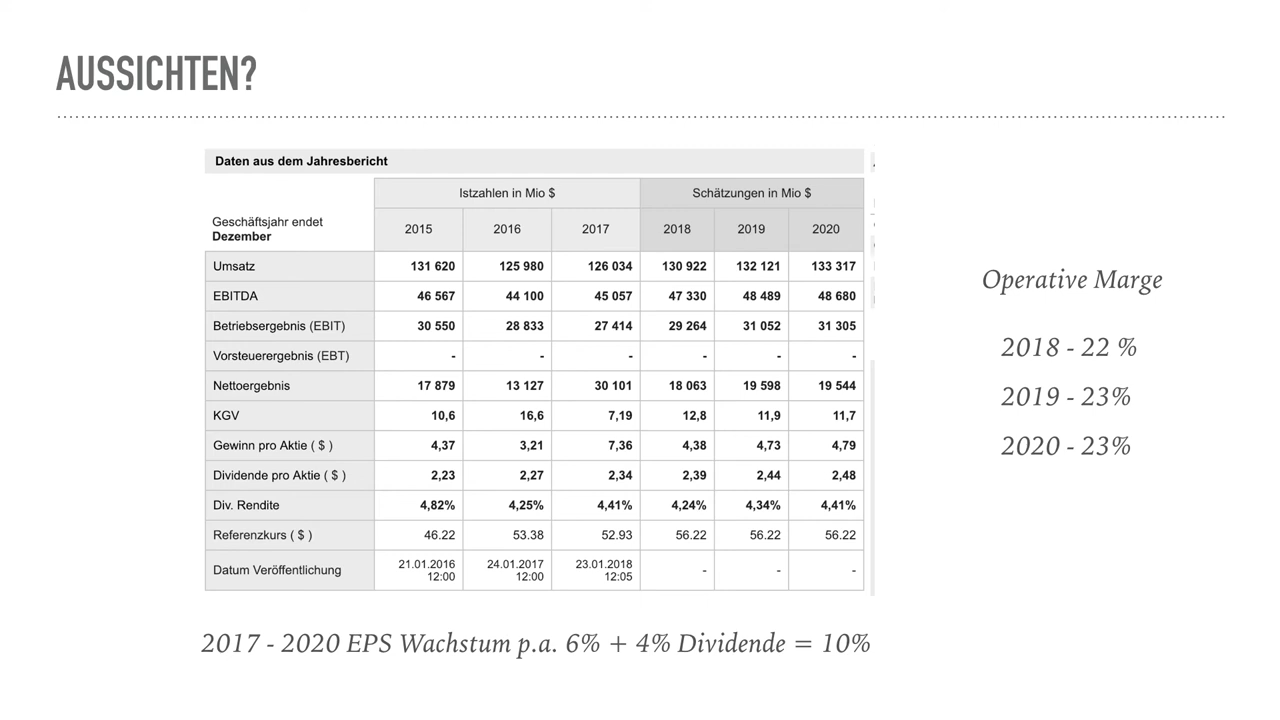 AUSSICHTEN?
Daten aus dem Jahresbericht
Istzahlen in Mio $ Schätzungen in Mio $
Geschäftsjahr endet
Dezember
2015 2016 2017 2018 2019 2020
Umsatz 131 620 125 980 126 034 130 922 132 121 133 317
EBITDA 46 567 44 100 45 057 47 330 48 489 48 680
Betriebsergebnis (EBIT) 30 550 28 833 27 414 29 264 31 052 31 305
Vorsteuerergebnis (EBT) - - - - - -
Nettoergebnis 17 879 13 127 30 101 18 063 19 598 19 544
KGV 10,6 16,6 7,19 12,8 11,9 11,7
Gewinn pro Aktie ( $ ) 4,37 3,21 7,36 4,38 4,73 4,79
Dividende pro Aktie ( $ ) 2,23 2,27 2,34 2,39 2,44 2,48
Div. Rendite 4,82% 4,25% 4,41% 4,24% 4,34% 4,41%
Referenzkurs ( $ ) 46.22 53.38 52.93 56.22 56.22 56.22
Datum Veröffentlichung 21.01.2016 24.01.2017 23.01.2018 - - -
12:00 12:00 12:05
Operative Marge
2018 - 22 %
2019 - 23%
2020 - 23%
2017 - 2020 EPS Wachstum p.a. 6% + 4% Dividende = 10%